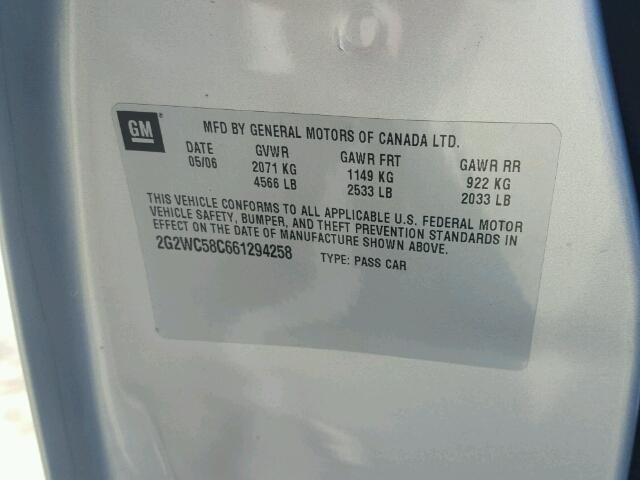 GM
MFD BY GENERAL MOTORS OF CANADA LTD.
DATE GVWR GAWR FRT GAWR RR
05/06 2071 KG 1149 KG 922 KG
4566 LB 2533 LB 2033 LB
THIS VEHICLE CONFORMS TO ALL APPLICABLE U.S. FEDERAL MOTOR
VEHICLE SAFETY, BUMPER, AND THEFT PREVENTION STANDARDS IN
EFFECT ON THE DATE OF MANUFACTURE SHOWN ABOVE.
2G2WC58C661294258 TYPE: PASS CAR